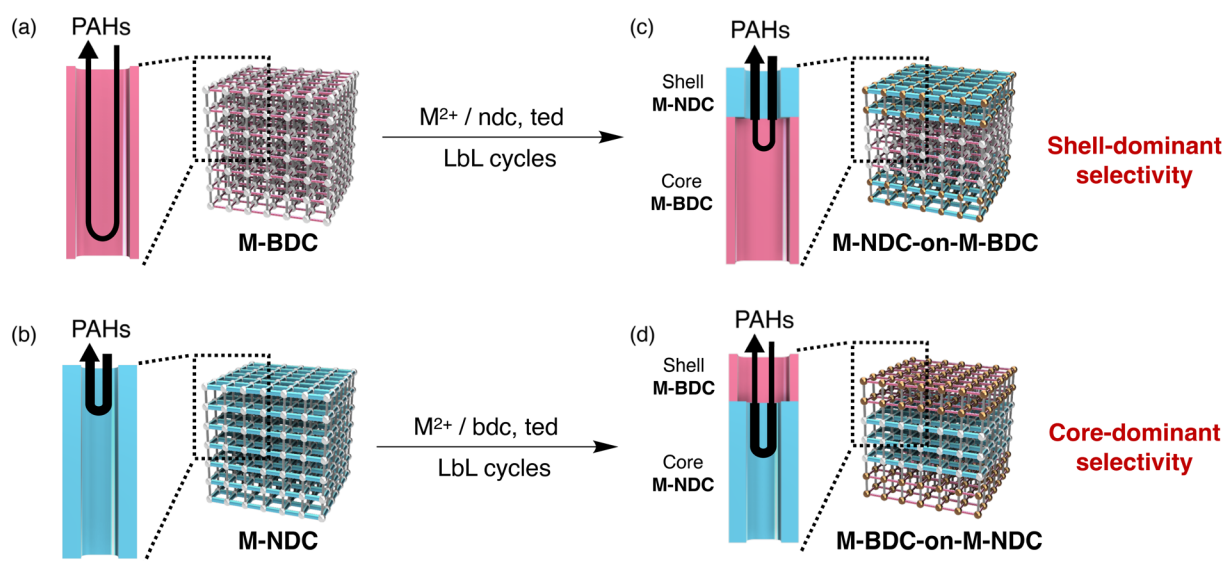 (a)
PAHs
M-BDC
M²⁺ / ndc, ted
LbL cycles
(c)
PAHs
Shell
M-NDC
Core
M-BDC
M-NDC-on-M-BDC
Shell-dominant
selectivity
(b)
PAHs
M-NDC
M²⁺ / bdc, ted
LbL cycles
(d)
PAHs
Shell
M-BDC
Core
M-NDC
M-BDC-on-M-NDC
Core-dominant
selectivity